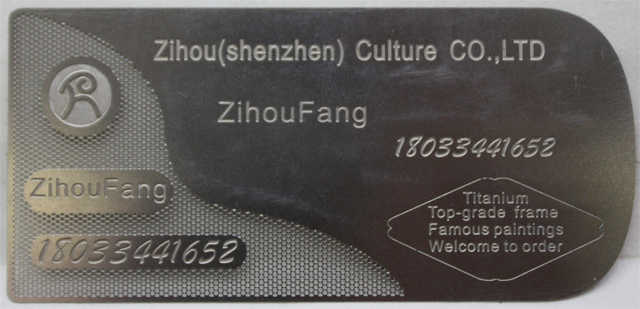 Zihou(shenzhen) Culture CO.,LTD
ZihouFang
18033441652
ZihouFang
18033441652
Titanium
Top-grade frame
Famous paintings
Welcome to order